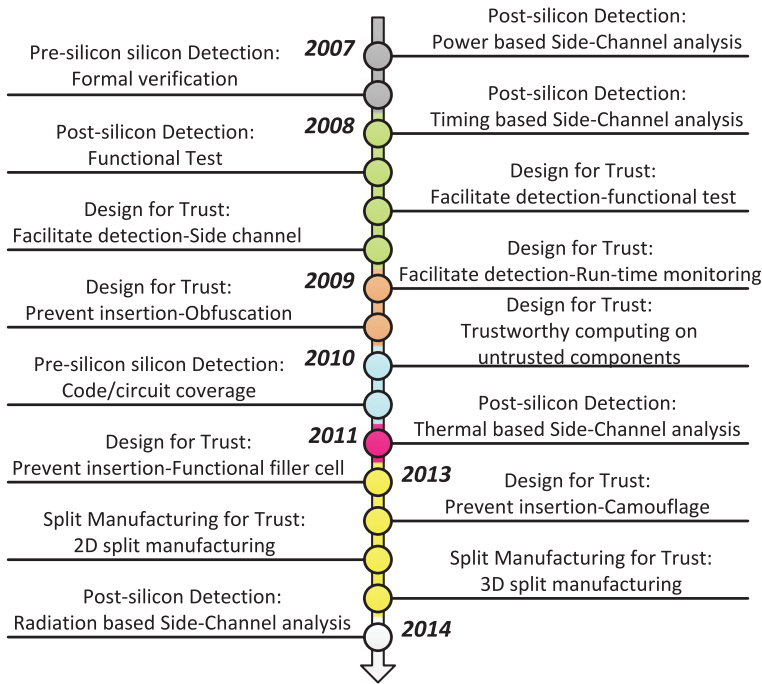 Post-silicon Detection:
2007
Power based Side-Channel analysis
Pre-silicon silicon Detection:
Formal verification
Post-silicon Detection:
2008
Timing based Side-Channel analysis
Post-silicon Detection:
Functional Test
Design for Trust:
Facilitate detection-functional test
Design for Trust:
Facilitate detection-Side channel
Design for Trust:
2009
Facilitate detection-Run-time monitoring
Design for Trust:
Prevent insertion-Obfuscation
Design for Trust:
Trustworthy computing on
untrusted components
2010
Pre-silicon silicon Detection:
Code/circuit coverage
Post-silicon Detection:
2011
Thermal based Side-Channel analysis
Design for Trust:
Prevent insertion-Functional filler cell
2013
Design for Trust:
Prevent insertion-Camouflage
Split Manufacturing for Trust:
2D split manufacturing
Split Manufacturing for Trust:
3D split manufacturing
Post-silicon Detection:
Radiation based Side-Channel analysis
2014